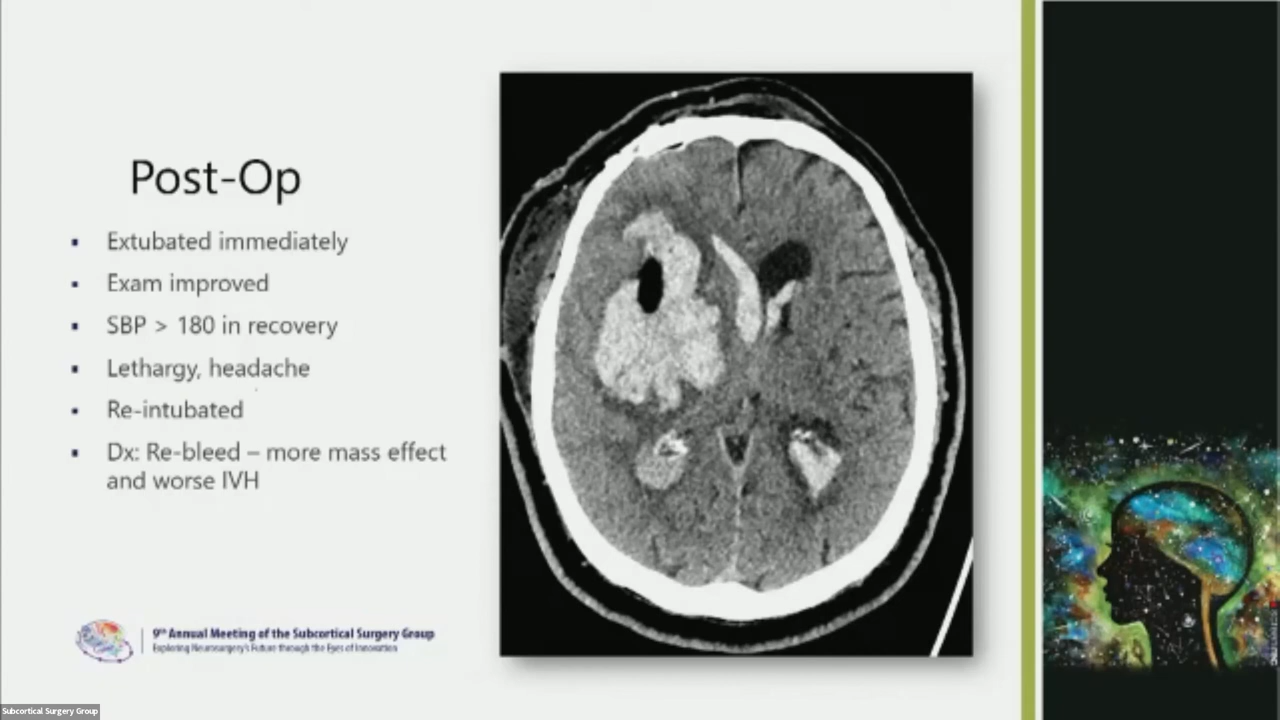 Post-Op
▪ Extubated immediately
▪ Exam improved
▪ SBP > 180 in recovery
▪ Lethargy, headache
▪ Re-intubated
▪ Dx: Re-bleed – more mass effect
and worse IVH
9th Annual Meeting of the Subcortical Surgery Group
Exploring Neurosurgery's Future through the Eyes of Innovation
Subcortical Surgery Group